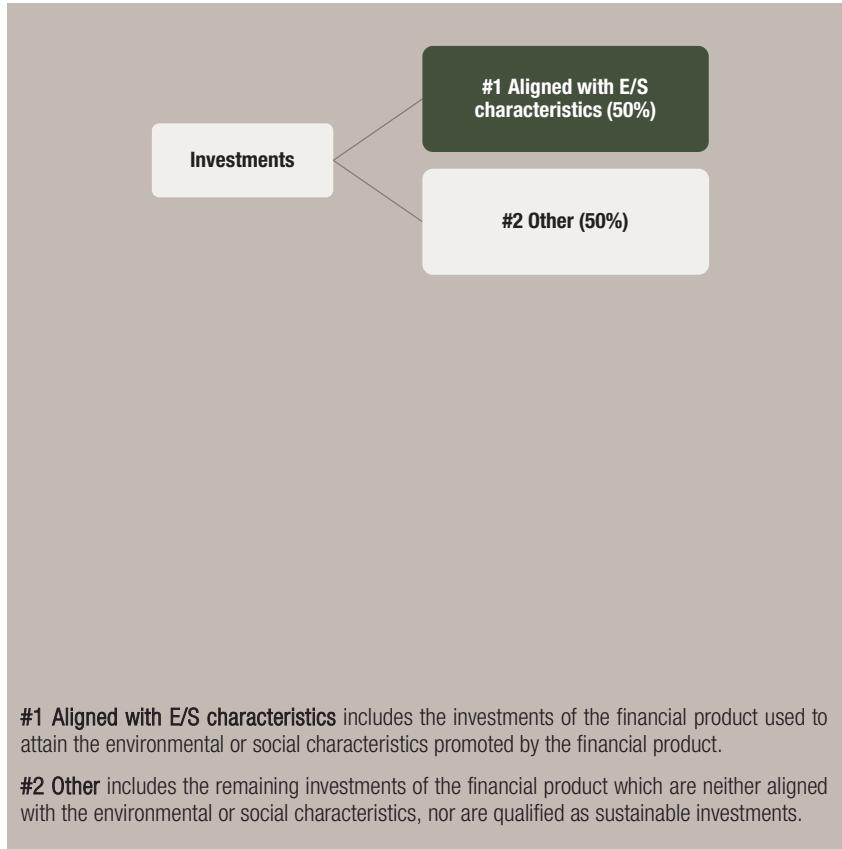 #1 Aligned with E/S
characteristics (50%)
Investments
#2 Other (50%)
#1 Aligned with E/S characteristics includes the investments of the financial product used to
attain the environmental or social characteristics promoted by the financial product.
#2 Other includes the remaining investments of the financial product which are neither aligned
with the environmental or social characteristics, nor are qualified as sustainable investments.